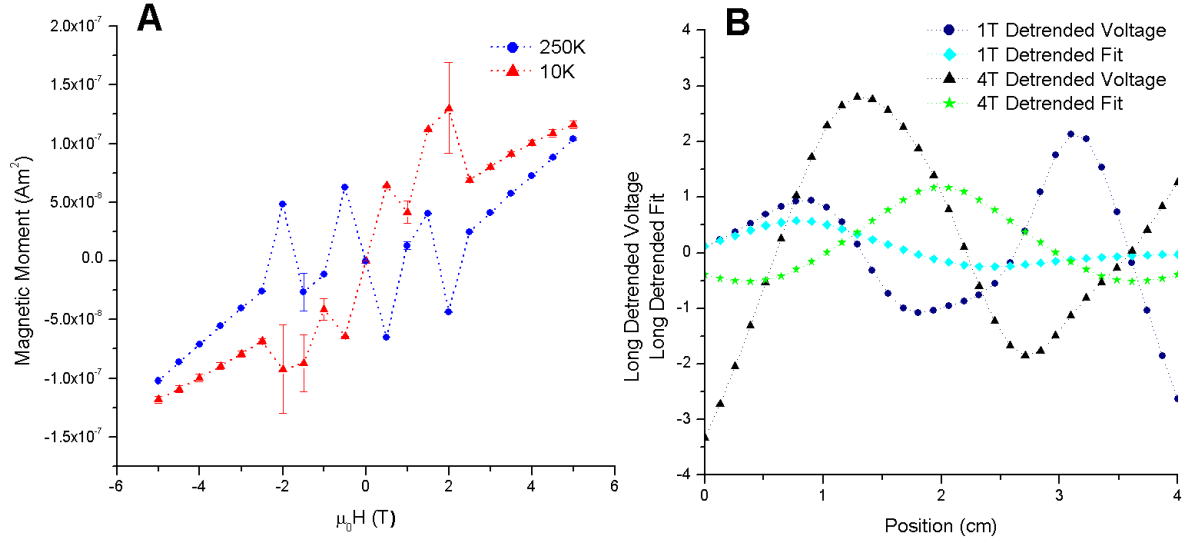 A
2.0x10⁻⁷
1.5x10⁻⁷
1.0x10⁻⁷
5.0x10⁻⁸
0.0
-5.0x10⁻⁸
-1.0x10⁻⁷
-1.5x10⁻⁷
Magnetic Moment (Am²)
250K
10K
-6 -4 -2 0 2 4 6
μ₀H (T)
B
1T Detrended Voltage
1T Detrended Fit
4T Detrended Voltage
4T Detrended Fit
4
3
2
1
0
-1
-2
-3
-4
Long Detrended Voltage
Long Detrended Fit
0 1 2 3 4
Position (cm)